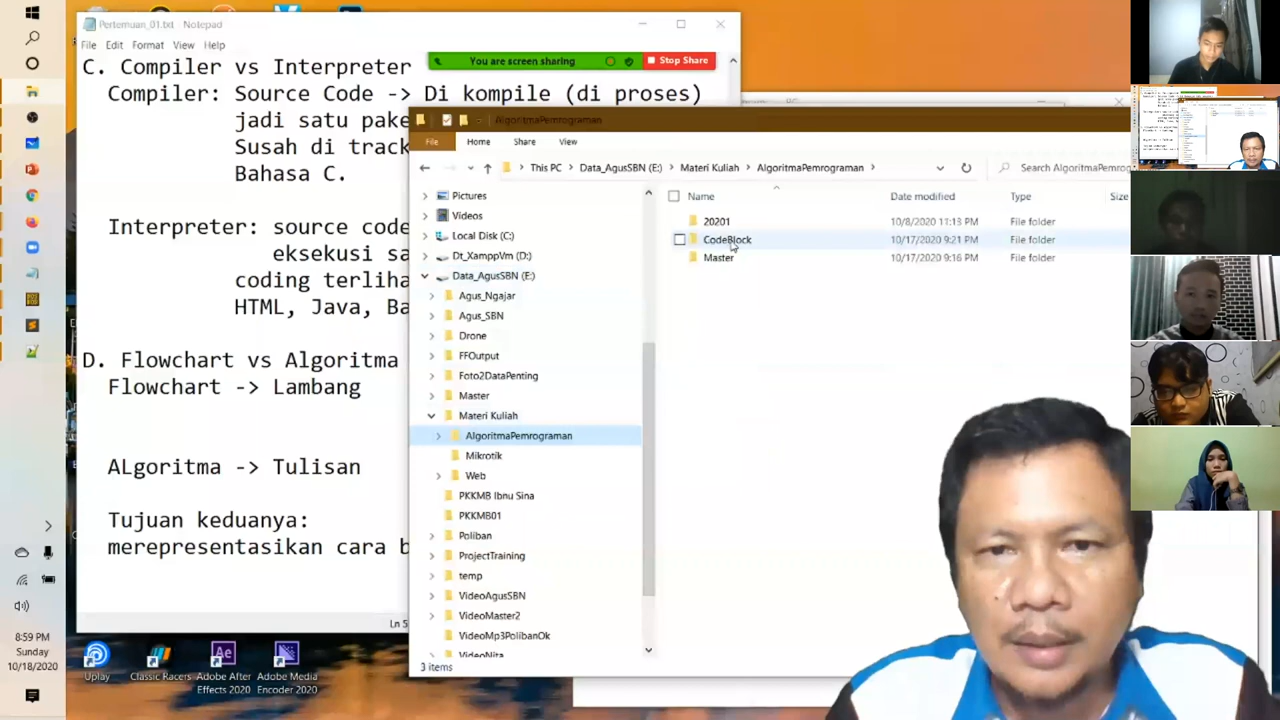 Pertemuan_01.txt - Notepad
File Edit Format View Help
You are screen sharing
Stop Share
C. Compiler vs Interpreter
Compiler: Source Code -> Di kompile (di proses)
jadi satu pake
Susah di track
Bahasa C.
Interpreter: source code
eksekusi sa
coding terliha
HTML, Java, Ba
D. Flowchart vs Algoritma
Flowchart -> Lambang
ALgoritma -> Tulisan
Tujuan keduanya:
merepresentasikan cara b
Ln 5
AlgoritmaPemrograman
File Home Share View
This PC > Data_AgusSBN (E:) > Materi Kuliah > AlgoritmaPemrograman
Search AlgoritmaPemrog
Pictures
Videos
Local Disk (C:)
Dt_XamppVm (D:)
Data_AgusSBN (E:)
Agus_Ngajar
Agus_SBN
Drone
FFOutput
Foto2DataPenting
Master
Materi Kuliah
AlgoritmaPemrograman
Mikrotik
Web
PKKMB Ibnu Sina
PKKMB01
Poliban
ProjectTraining
temp
VideoAgusSBN
VideoMaster2
VideoMp3PolibanOk
VideoNita
Name Date modified Type Size
20201 10/8/2020 11:13 PM File folder
CodeBlock 10/17/2020 9:21 PM File folder
Master 10/17/2020 9:16 PM File folder
3 items
Uplay
Classic Racers
Adobe After Effects 2020
Adobe Media Encoder 2020
8:59 PM
Sunday
10/18/2020